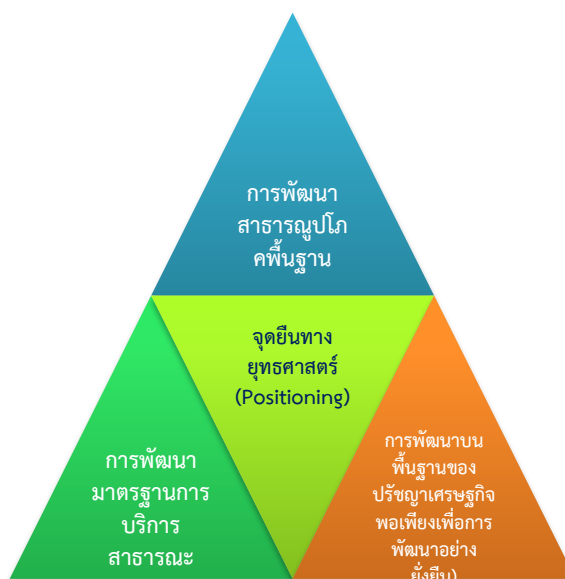 การพัฒนา
สาธารณูปโภ
คพื้นฐาน
จุดยืนทาง
ยุทธศาสตร์
(Positioning)
การพัฒนา
มาตรฐานการ
บริการ
สาธารณะ
การพัฒนาบน
พื้นฐานของ
ปรัชญาเศรษฐกิจ
พอเพียงเพื่อการ
พัฒนาอย่าง
ยั่งยืน)